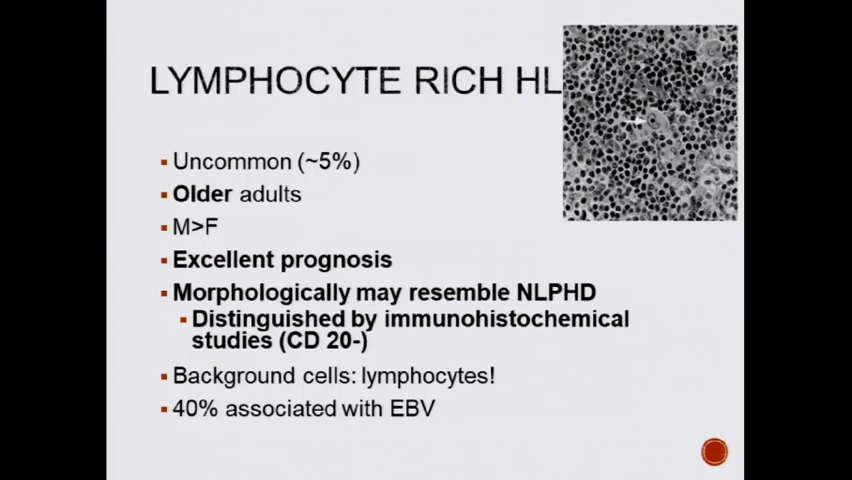 LYMPHOCYTE RICH HL
Uncommon (~5%)
Older adults
M>F
Excellent prognosis
Morphologically may resemble NLPHD
Distinguished by immunohistochemical
studies (CD 20-)
Background cells: lymphocytes!
40% associated with EBV